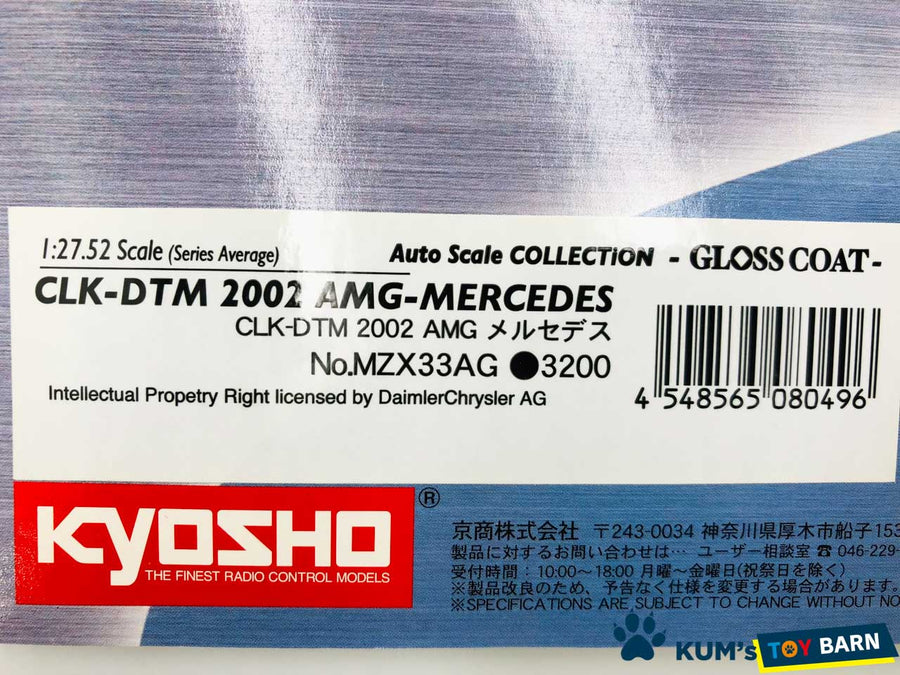 1:27.52 Scale (Series Average)
Auto Scale COLLECTION - GLOSS COAT -
CLK-DTM 2002 AMG-MERCEDES
CLK-DTM 2002 AMG メルセデス
No.MZX33AG ●3200
Intellectual Propetry Right licensed by DaimlerChrysler AG
4 548565 080496
KYOSHO ®
THE FINEST RADIO CONTROL MODELS
京商株式会社 〒243-0034 神奈川県厚木市船子153
製品に対するお問い合わせは… ユーザー相談室 ☎ 046-229-
受付時間:10:00~18:00 月曜~金曜日(祝祭日を除く)
※製品改良のため、予告なく仕様を変更する場合があります。
※SPECIFICATIONS ARE SUBJECT TO CHANGE WITHOUT NO
KUM's TOY BARN